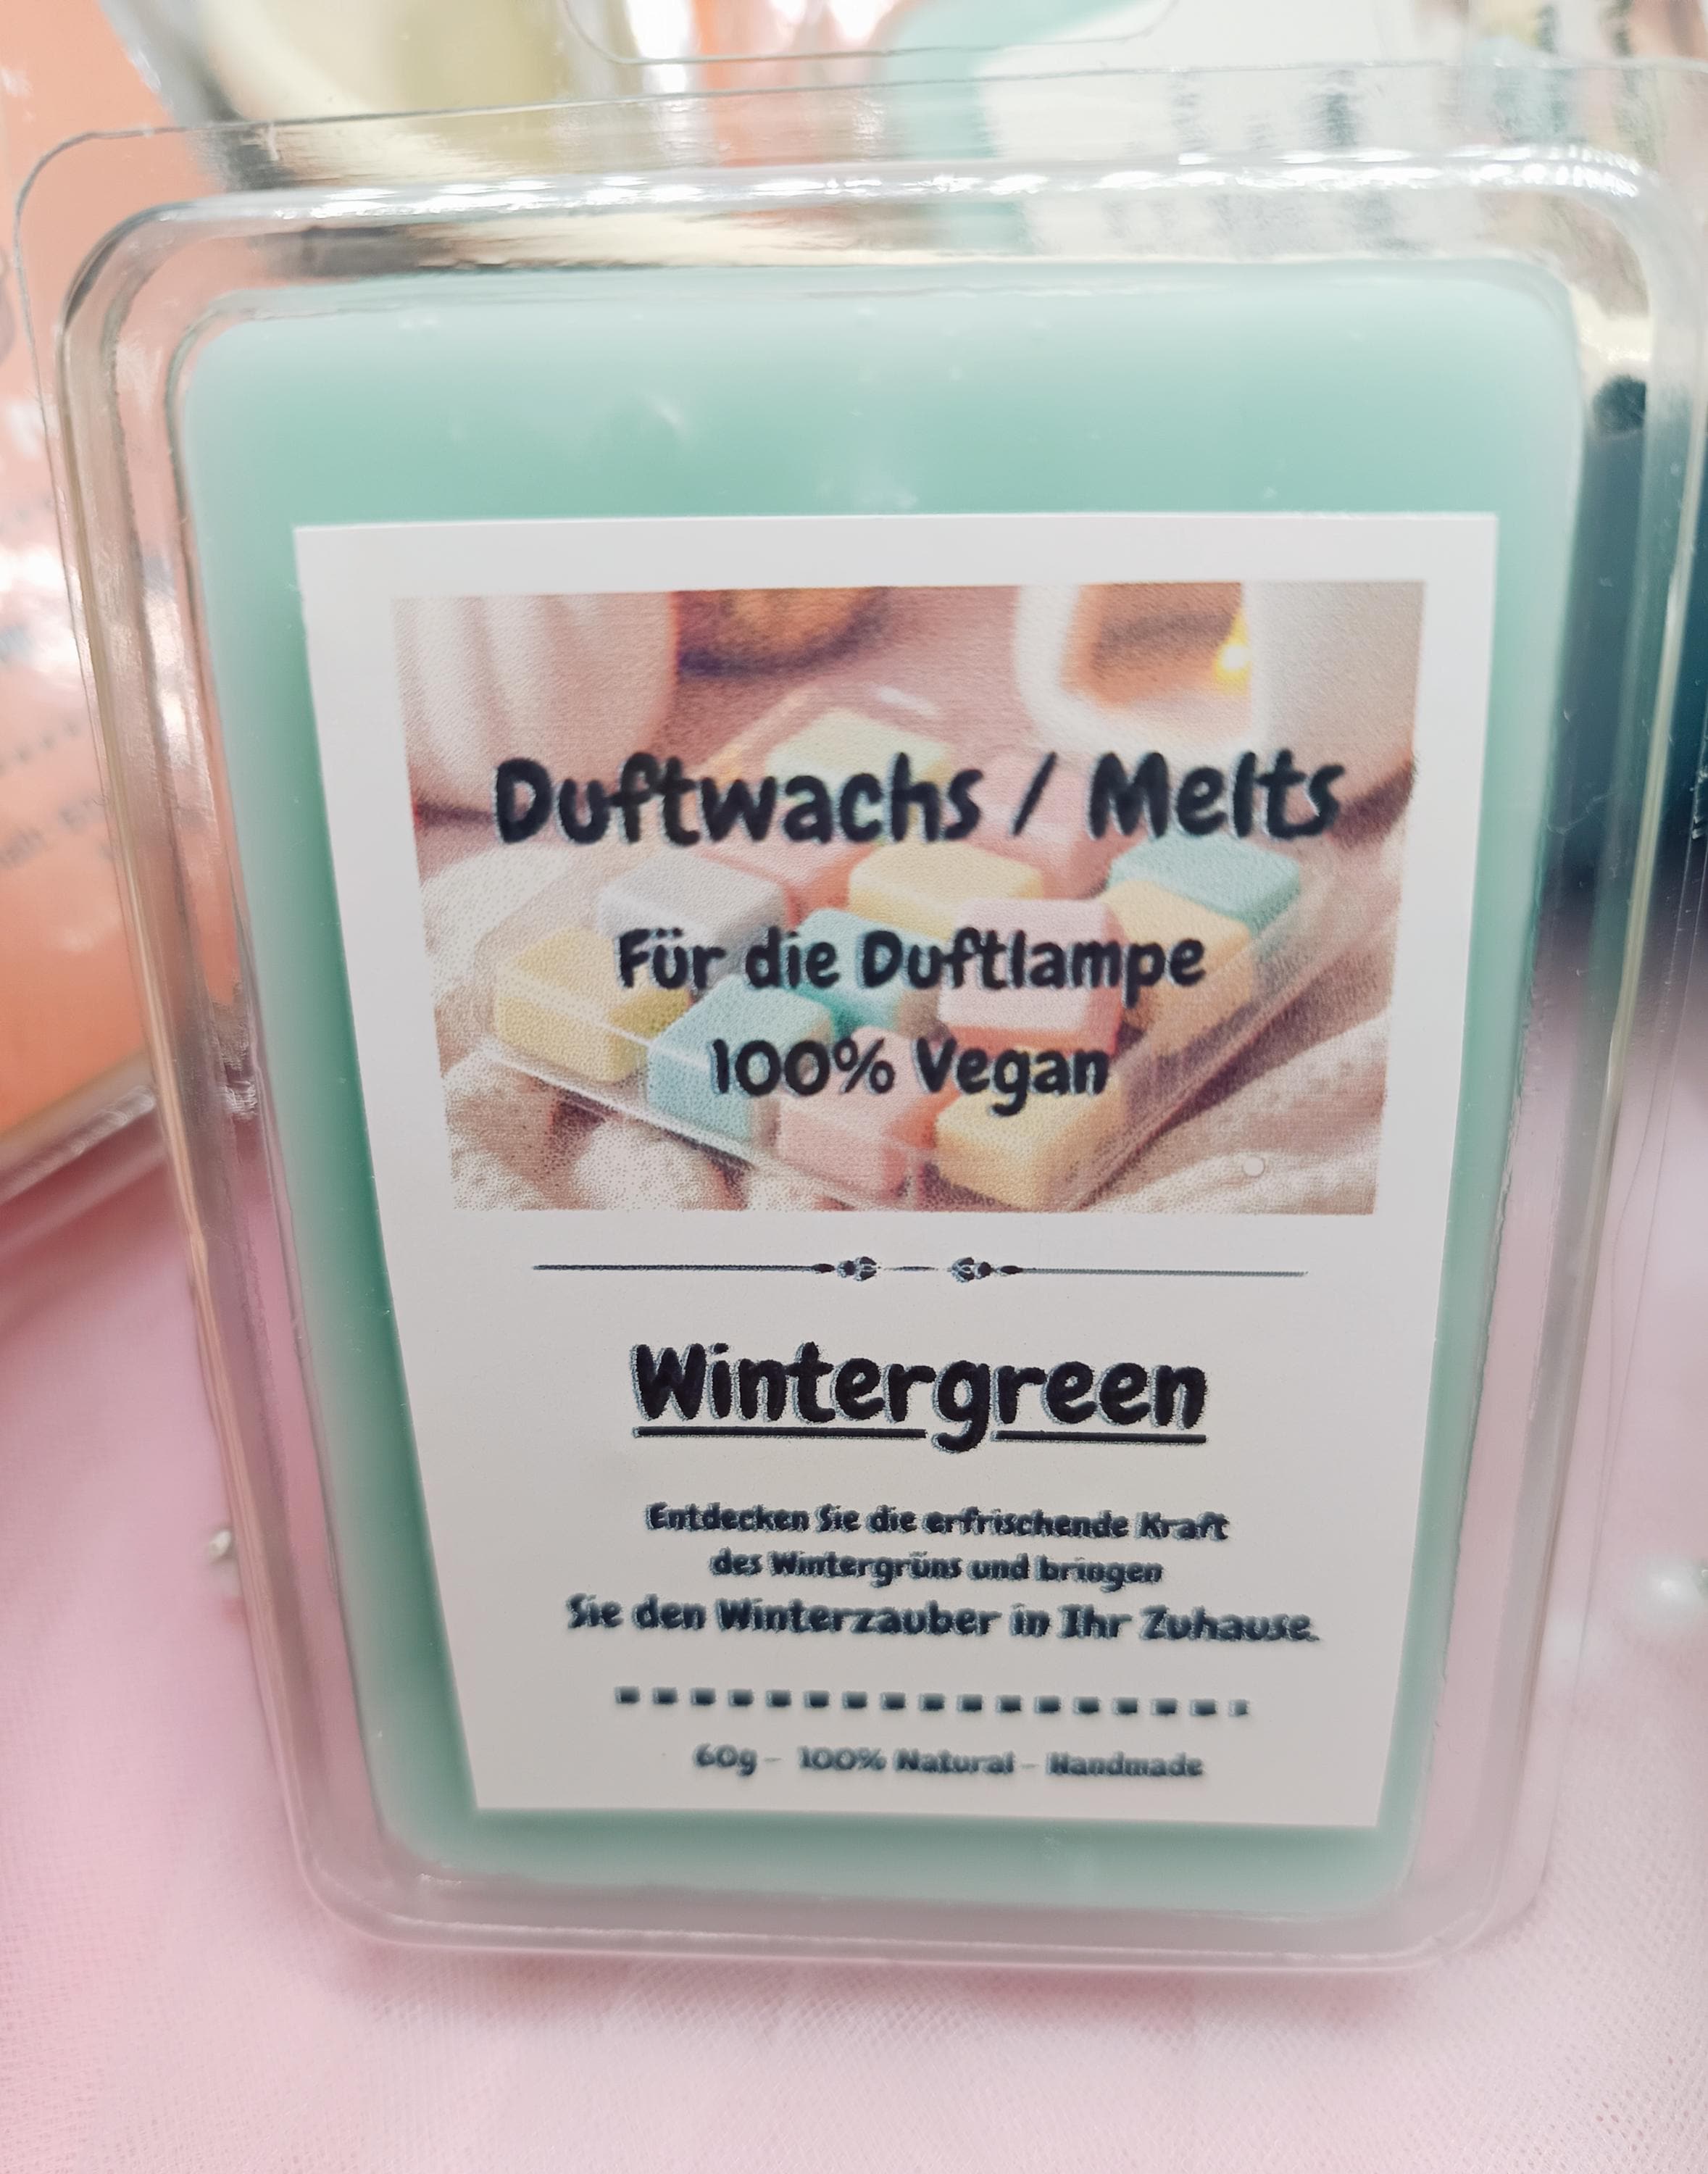 Duftwachs / Melts
Für die Duftlampe
100% Vegan
Wintergreen
Entdecken Sie die erfrischende Kraft
des Wintergrüns und bringen
Sie den Winterzauber in Ihr Zuhause.
60g - 100% Natural - Handmade